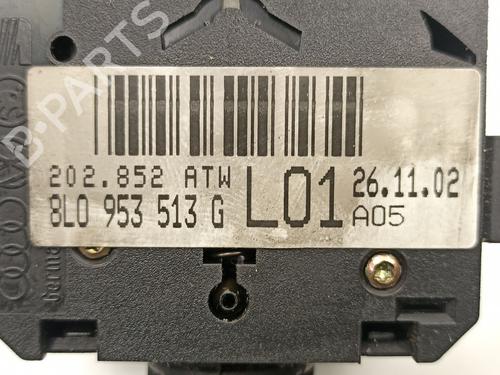 B-PARTS
202.852 ATW
8L0 953 513 G
L01
26.11.02
A05